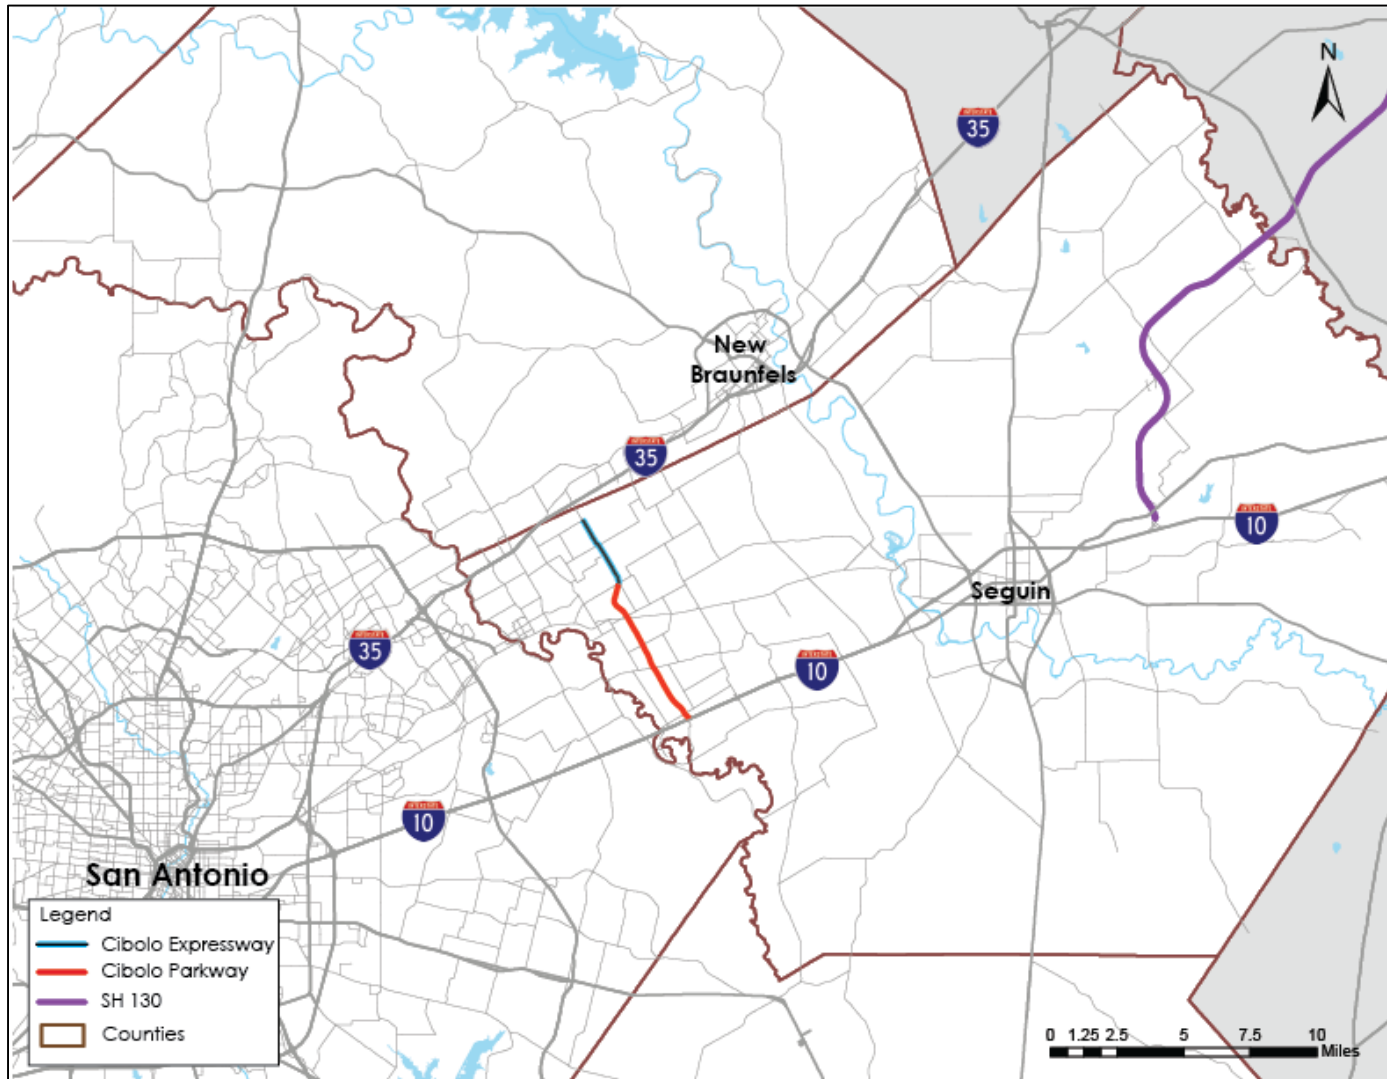 N
35
New
Braunfels
35
10
Seguin
35
10
10
San Antonio
Legend
Cibolo Expressway
Cibolo Parkway
SH 130
Counties
0 1.25 2.5 5 7.5 10
Miles